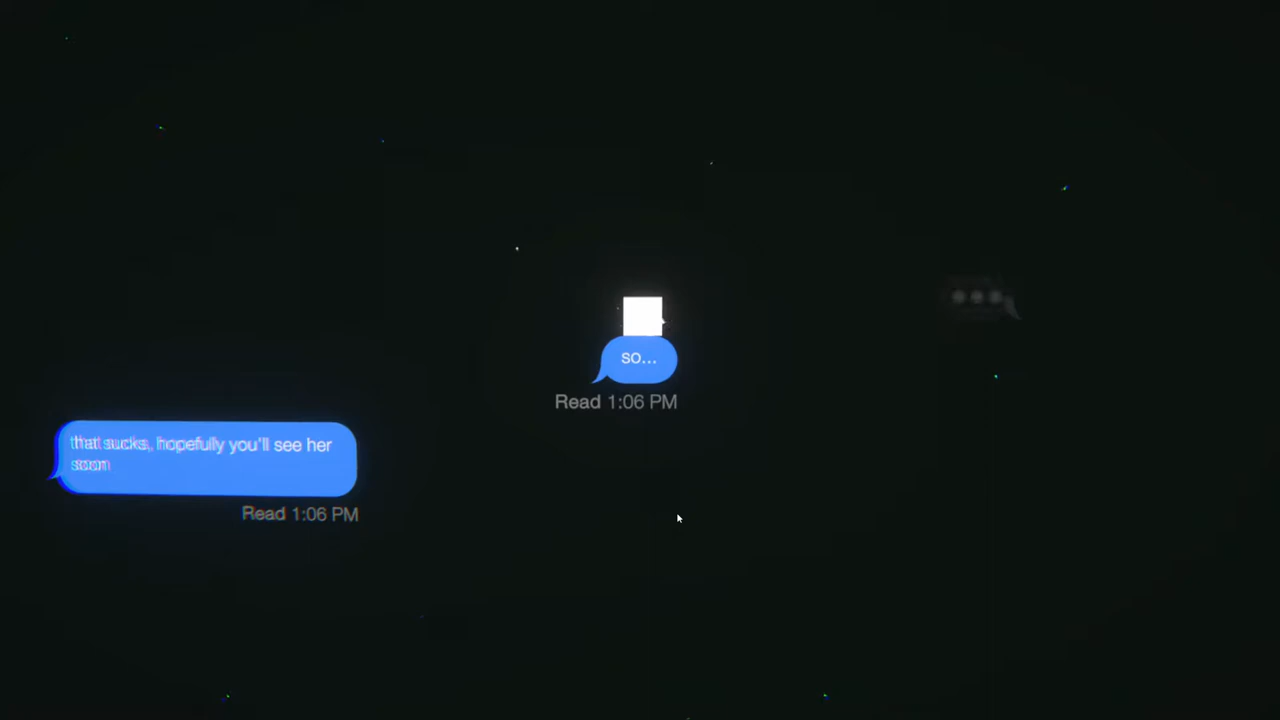 that sucks, hopefully you'll see her
soon
Read 1:06 PM
so...
Read 1:06 PM